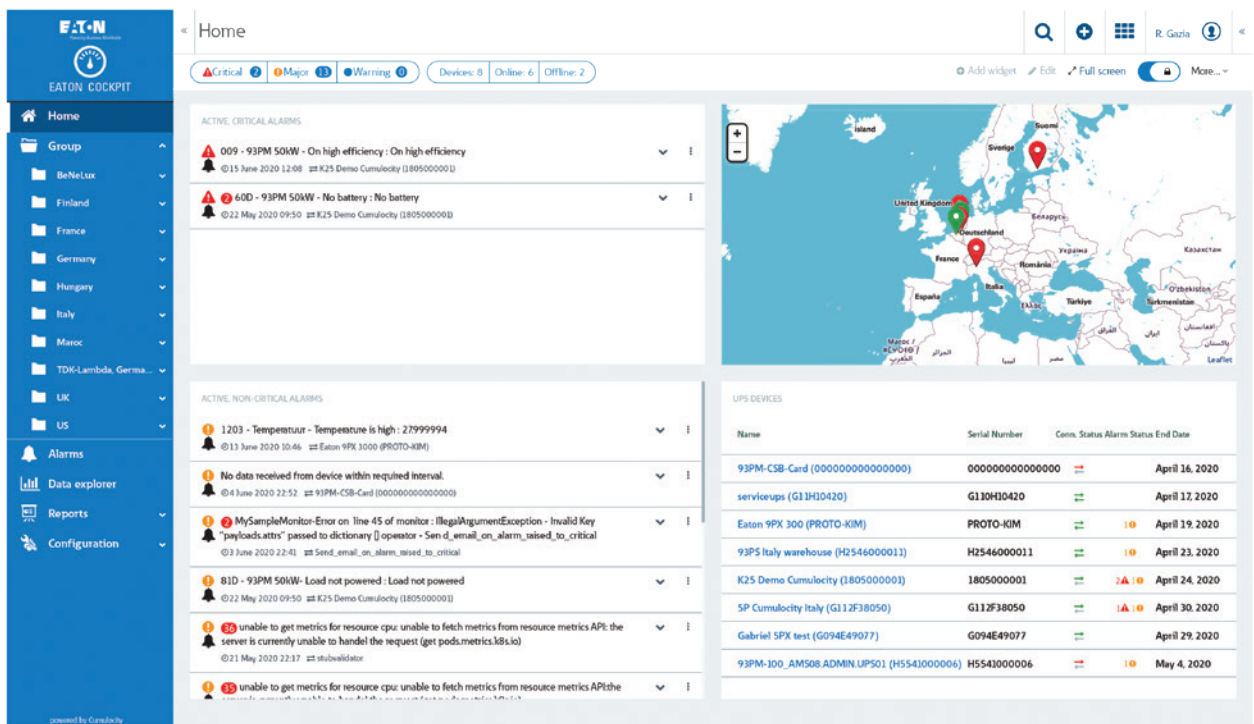 EATON
Powering Business Worldwide
EATON COCKPIT
Home
Group
BeNeLux
Finland
France
Germany
Hungary
Italy
Maroc
TDK-Lambda, Germa...
UK
US
Alarms
Data explorer
Reports
Configuration
powered by Cumulocity
« Home
R. Gazia «
Critical 2 Major 13 Warning 0 Devices: 8 Online: 6 Offline: 2
Add widget Edit Full screen More...
ACTIVE, CRITICAL ALARMS
009 - 93PM 50kW - On high efficiency : On high efficiency
15 June 2020 12:08 K25 Demo Cumulocity (1805000001)
2 60D - 93PM 50kW - No battery : No battery
22 May 2020 09:50 K25 Demo Cumulocity (1805000001)
+
-
Ísland
Suomi
Sverige
United Kingdom
Беларусь
Deutschland
Україна
Казахстан
France
România
Italia
O'zbekiston
España
Ελλάς
Türkiye
Türkmenistan
العراق
ایران
افغانستان
پاکستان
Maroc /
الجزائر
المغرب
ليبيا
مصر
Leaflet
ACTIVE, NON-CRITICAL ALARMS
1203 - Temperatuur - Temperature is high : 27.999994
13 June 2020 10:46 Eaton 9PX 3000 (PROTO-KIM)
No data received from device within required interval.
4 June 2020 22:52 93PM-CSB-Card (000000000000000)
2 MySampleMonitor-Error on line 45 of monitor : IllegalArgumentException - Invalid Key
"payloads.attrs" passed to dictionary [] operator - Sen d_email_on_alarm_raised_to_critical
3 June 2020 22:41 Send_email_on_alarm_raised_to_critical
81D - 93PM 50kW- Load not powered : Load not powered
22 May 2020 09:50 K25 Demo Cumulocity (1805000001)
36 unable to get metrics for resource cpu: unable to fetch metrics from resource metrics API: the
server is currently unable to handel the request (get pods.metrics.k8s.io)
21 May 2020 22:17 stubvalidator
35 unable to get metrics for resource cpu: unable to fetch metrics from resource metrics API:the
UPS DEVICES
Name Serial Number Conn. Status Alarm Status End Date
93PM-CSB-Card (000000000000000) 000000000000000 April 16, 2020
serviceups (G11H10420) G110H10420 April 17, 2020
Eaton 9PX 300 (PROTO-KIM) PROTO-KIM 1 April 19, 2020
93PS Italy warehouse (H2546000011) H2546000011 1 April 23, 2020
K25 Demo Cumulocity (1805000001) 1805000001 2 1 April 24, 2020
5P Cumulocity Italy (G112F38050) G112F38050 1 1 April 30, 2020
Gabriel 5PX test (G094E49077) G094E49077 April 29, 2020
93PM-100_AMS08.ADMIN.UPS01 (H5541000006) H5541000006 1 May 4, 2020